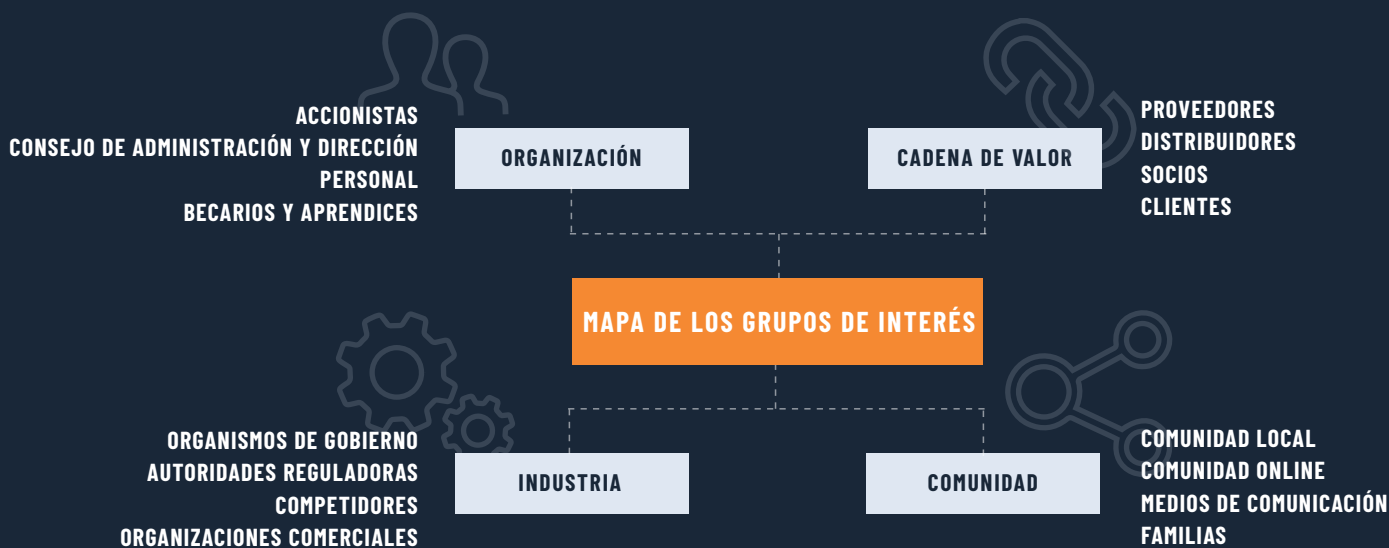 ACCIONISTAS
CONSEJO DE ADMINISTRACIÓN Y DIRECCIÓN
PERSONAL
BECARIOS Y APRENDICES
ORGANIZACIÓN
CADENA DE VALOR
PROVEEDORES
DISTRIBUIDORES
SOCIOS
CLIENTES
MAPA DE LOS GRUPOS DE INTERÉS
ORGANISMOS DE GOBIERNO
AUTORIDADES REGULADORAS
COMPETIDORES
ORGANIZACIONES COMERCIALES
INDUSTRIA
COMUNIDAD
COMUNIDAD LOCAL
COMUNIDAD ONLINE
MEDIOS DE COMUNICACIÓN
FAMILIAS